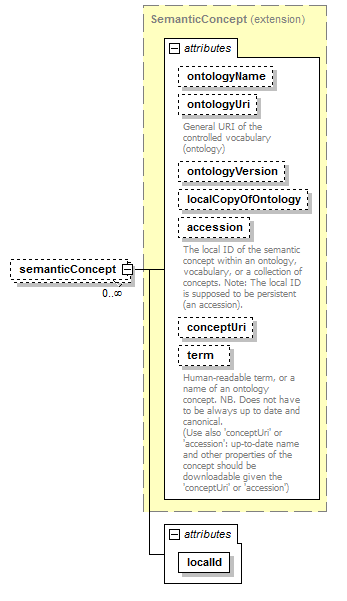 SemanticConcept (extension)
attributes
ontologyName
ontologyUri
General URI of the
controlled vocabulary
(ontology)
ontologyVersion
localCopyOfOntology
accession
The local ID of the semantic
concept within an ontology,
vocabulary, or a collection of
concepts. Note: The local ID
is supposed to be persistent
(an accession).
semanticConcept
0..∞
conceptUri
term
Human-readable term, or a
name of an ontology
concept. NB. Does not have
to be always up to date and
canonical.
(Use also 'conceptUri' or
'accession': up-to-date name
and other properties of the
concept should be
downloadable given the
'conceptUri' or 'accession')
attributes
localId